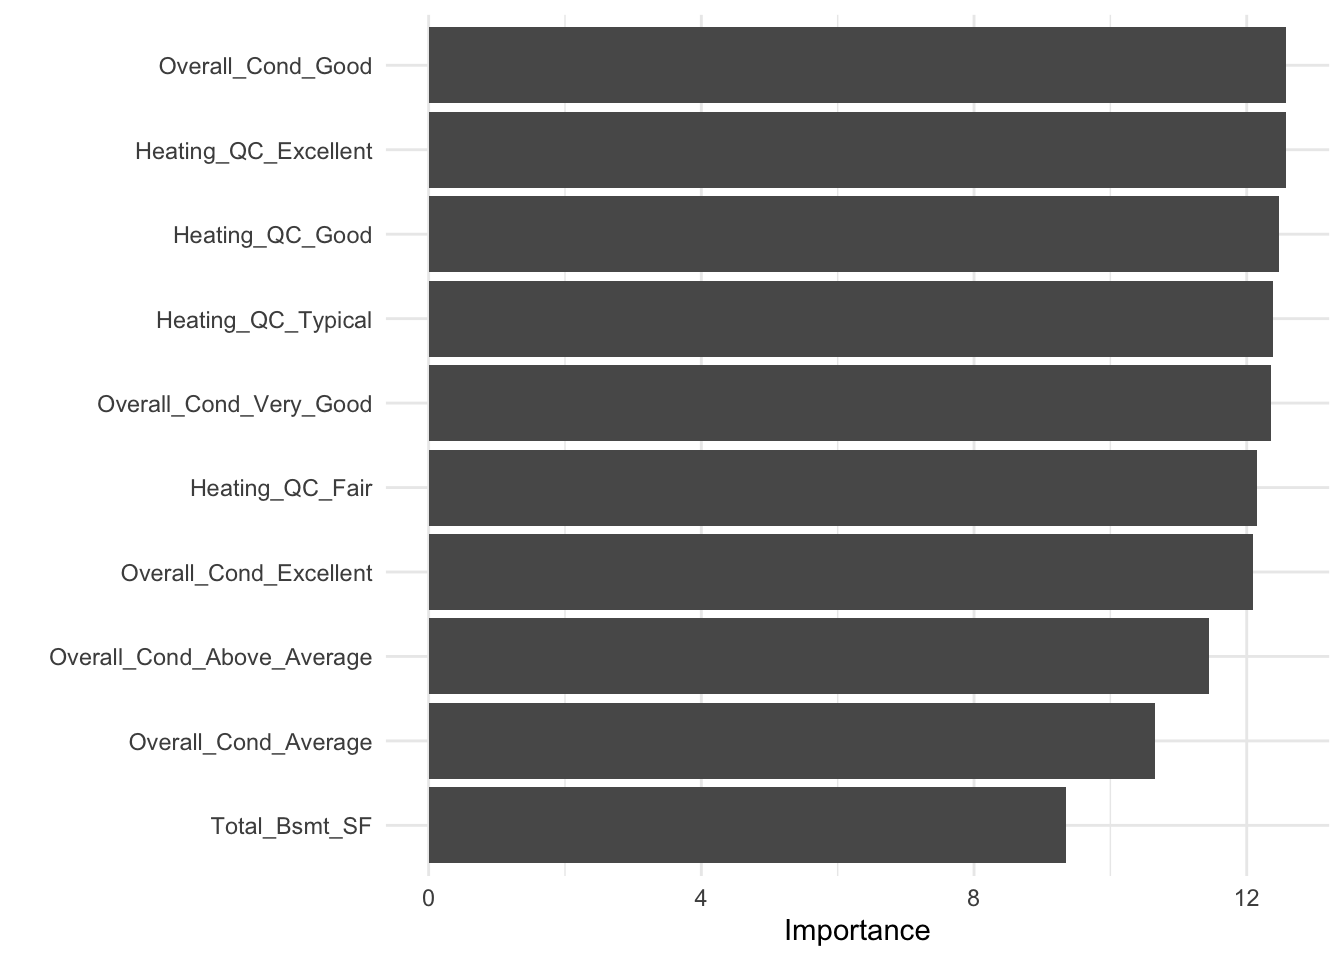 Overall_Cond_Good
Heating_QC_Excellent
Heating_QC_Good
Heating_QC_Typical
Overall_Cond_Very_Good
Heating_QC_Fair
Overall_Cond_Excellent
Overall_Cond_Above_Average
Overall_Cond_Average
Total_Bsmt_SF
0 4 8 12
Importance